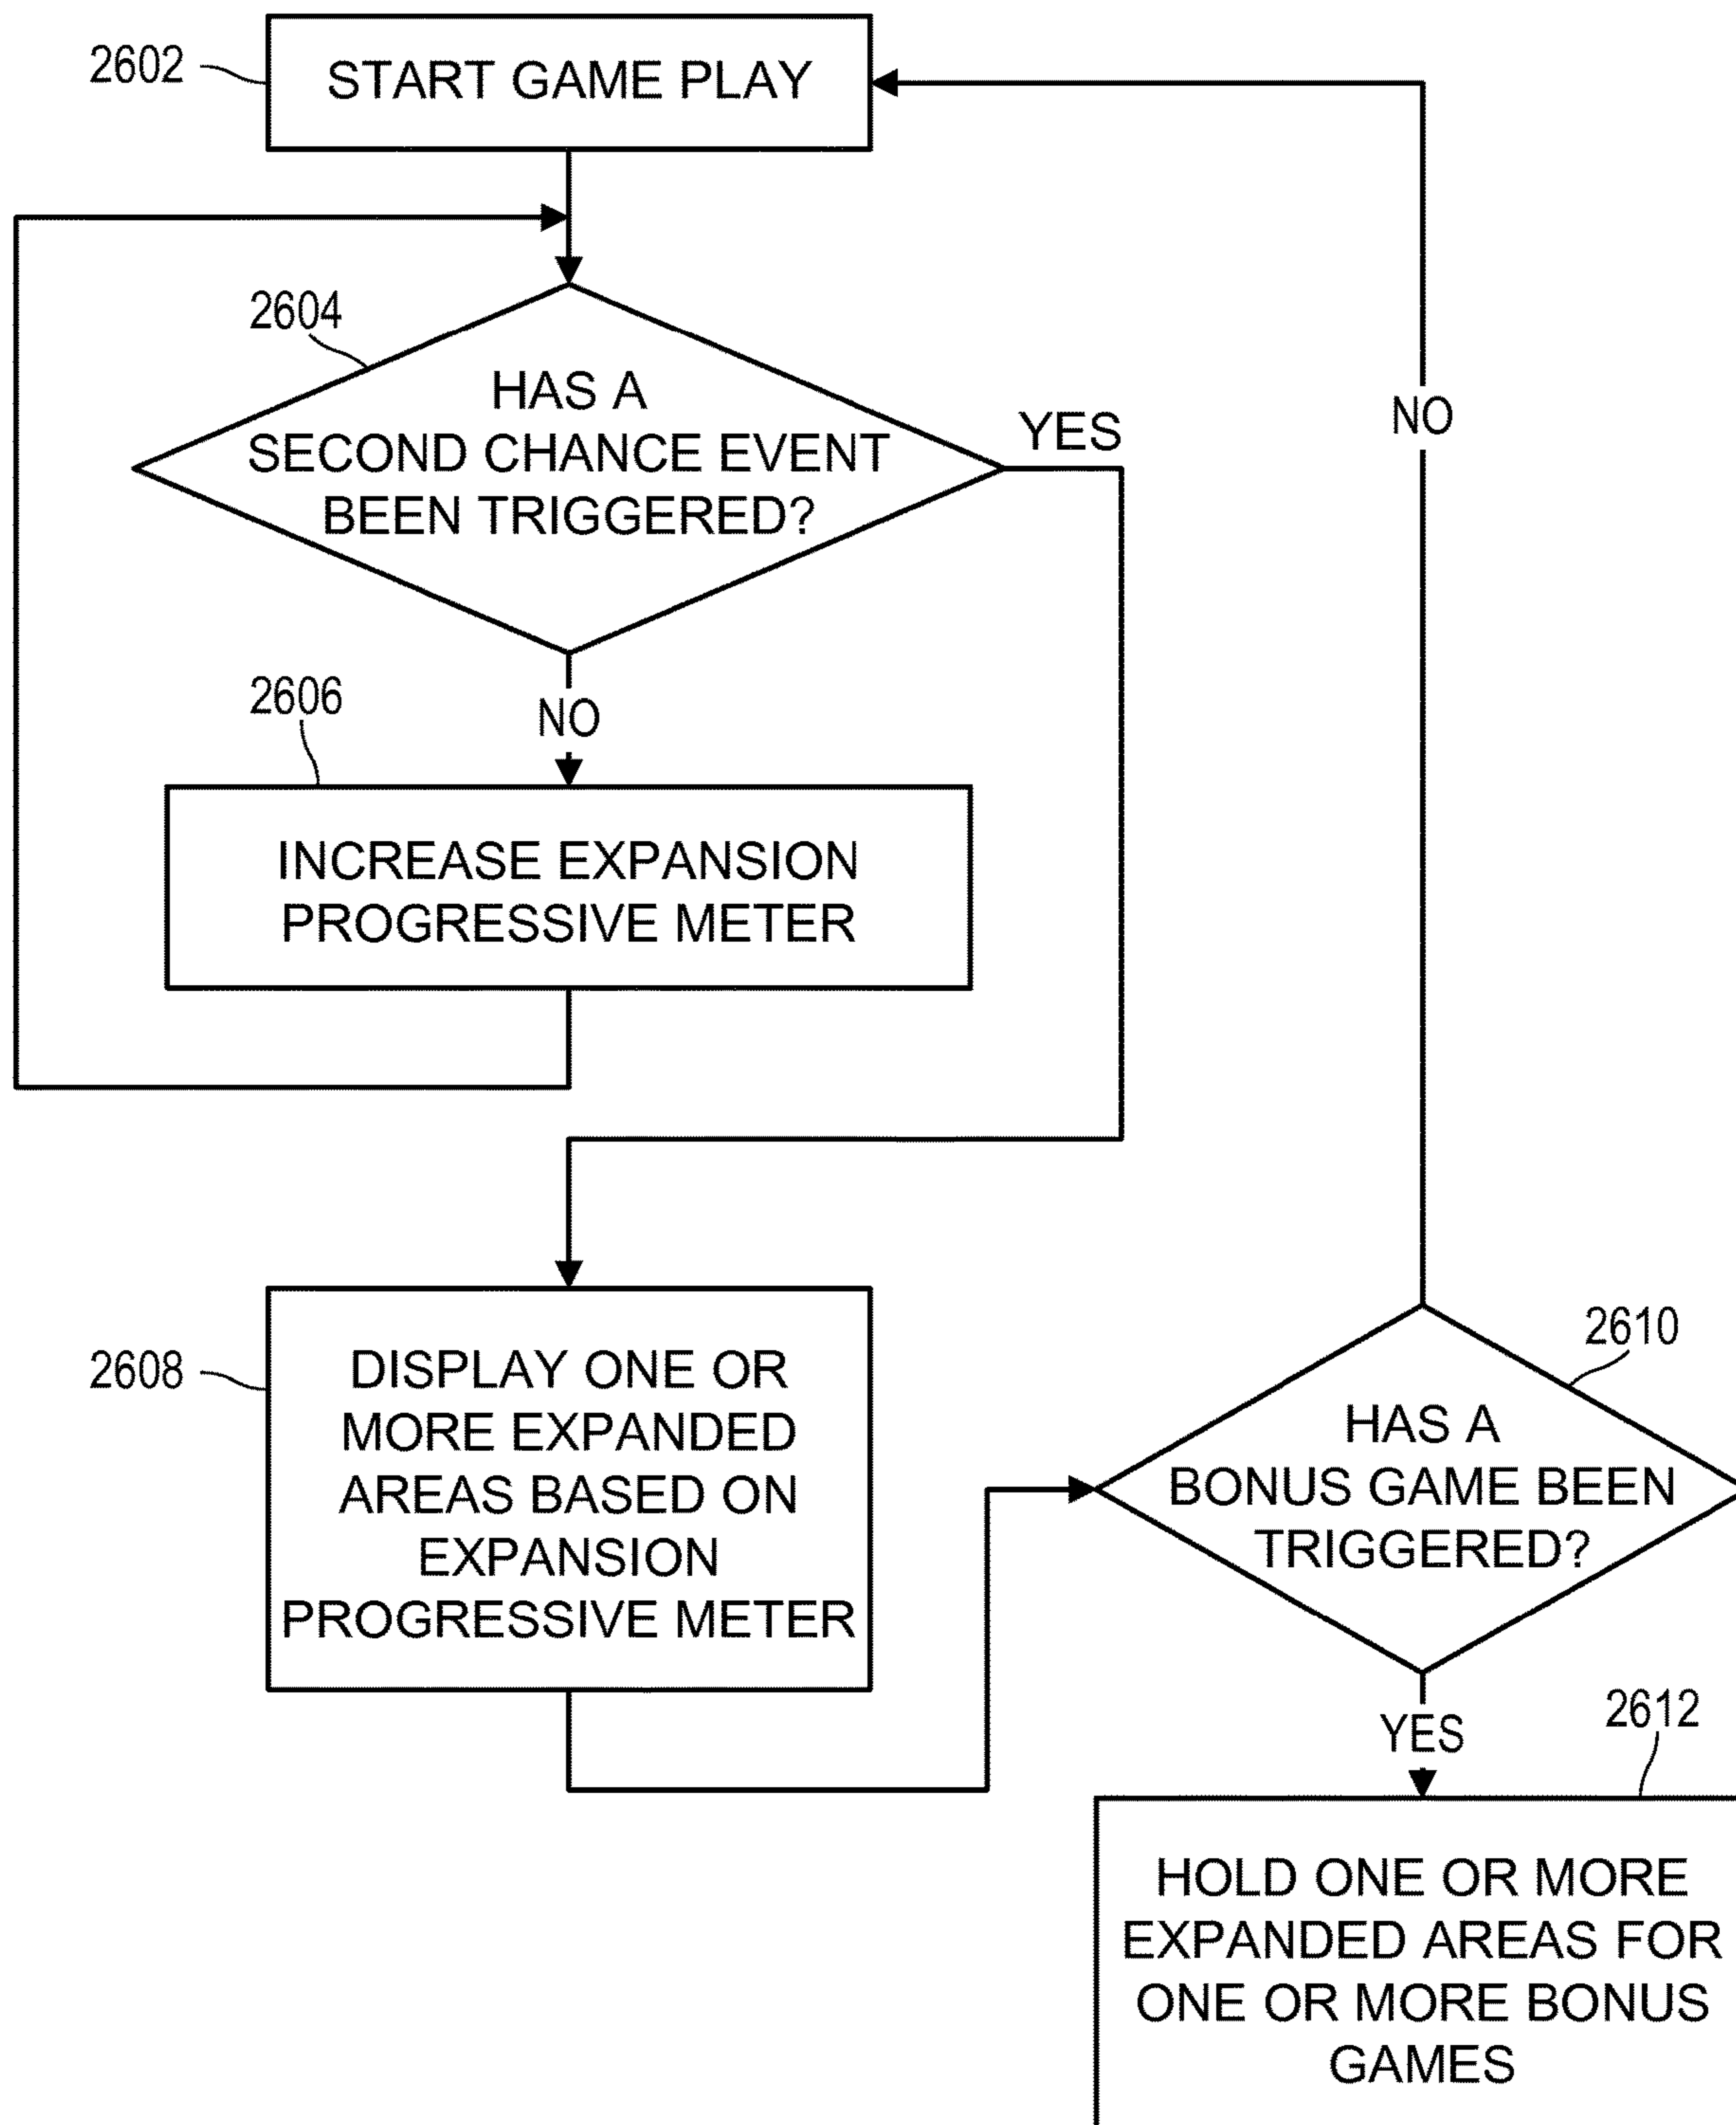 2602
START GAME PLAY
2604
HAS A
SECOND CHANCE EVENT
BEEN TRIGGERED?
YES
NO
NO
2606
INCREASE EXPANSION
PROGRESSIVE METER
2608
DISPLAY ONE OR
MORE EXPANDED
AREAS BASED ON
EXPANSION
PROGRESSIVE METER
2610
HAS A
BONUS GAME BEEN
TRIGGERED?
YES
2612
HOLD ONE OR MORE
EXPANDED AREAS FOR
ONE OR MORE BONUS
GAMES